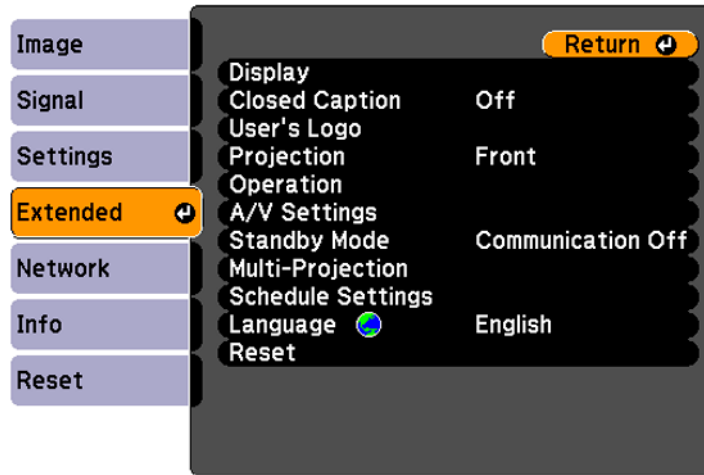 Image
Signal
Settings
Extended
Network
Info
Reset
Return
Display
Closed Caption Off
User's Logo
Projection Front
Operation
A/V Settings
Standby Mode Communication Off
Multi-Projection
Schedule Settings
Language English
Reset